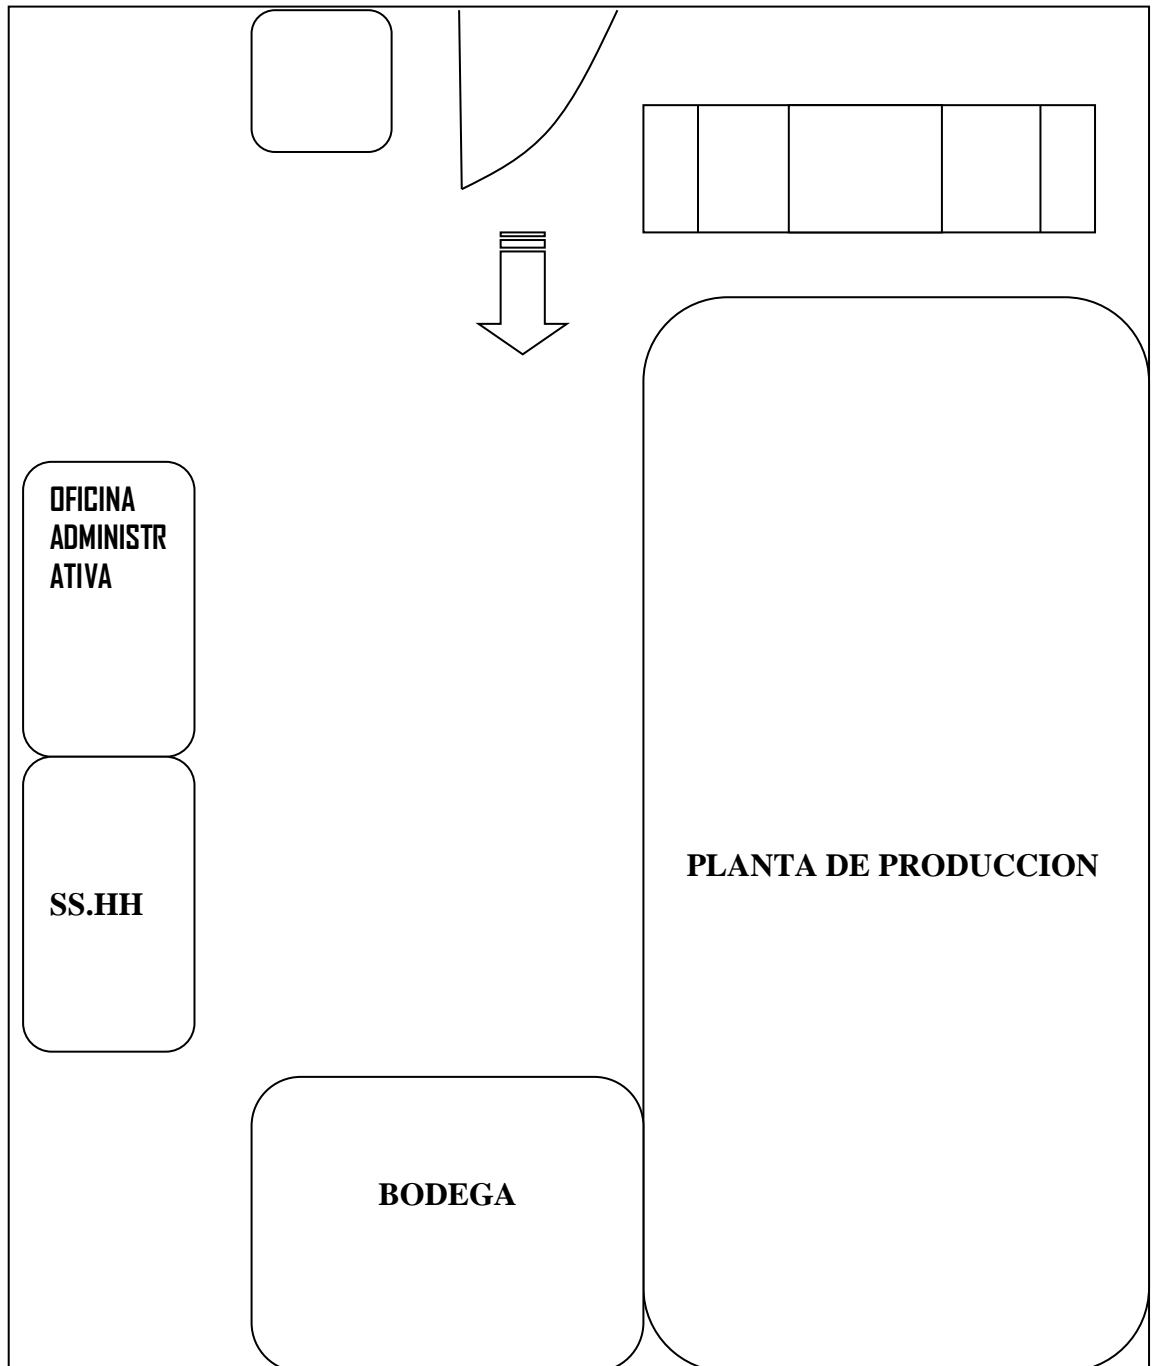 OFICINA
ADMINISTR
ATIVA
PLANTA DE PRODUCCION
SS.HH
BODEGA